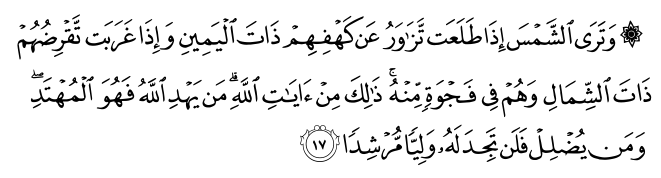 ۞ وَتَرَى ٱلشَّمۡسَ إِذَا طَلَعَت تَّزَٰوَرُ عَن كَهۡفِهِمۡ ذَاتَ ٱلۡيَمِينِ وَإِذَا غَرَبَت تَّقۡرِضُهُمۡ
ذَاتَ ٱلشِّمَالِ وَهُمۡ فِي فَجۡوَةٖ مِّنۡهُۚ ذَٰلِكَ مِنۡ ءَايَٰتِ ٱللَّهِۗ مَن يَهۡدِ ٱللَّهُ فَهُوَ ٱلۡمُهۡتَدِۖ
وَمَن يُضۡلِلۡ فَلَن تَجِدَ لَهُۥ وَلِيّٗا مُّرۡشِدٗا ١٧